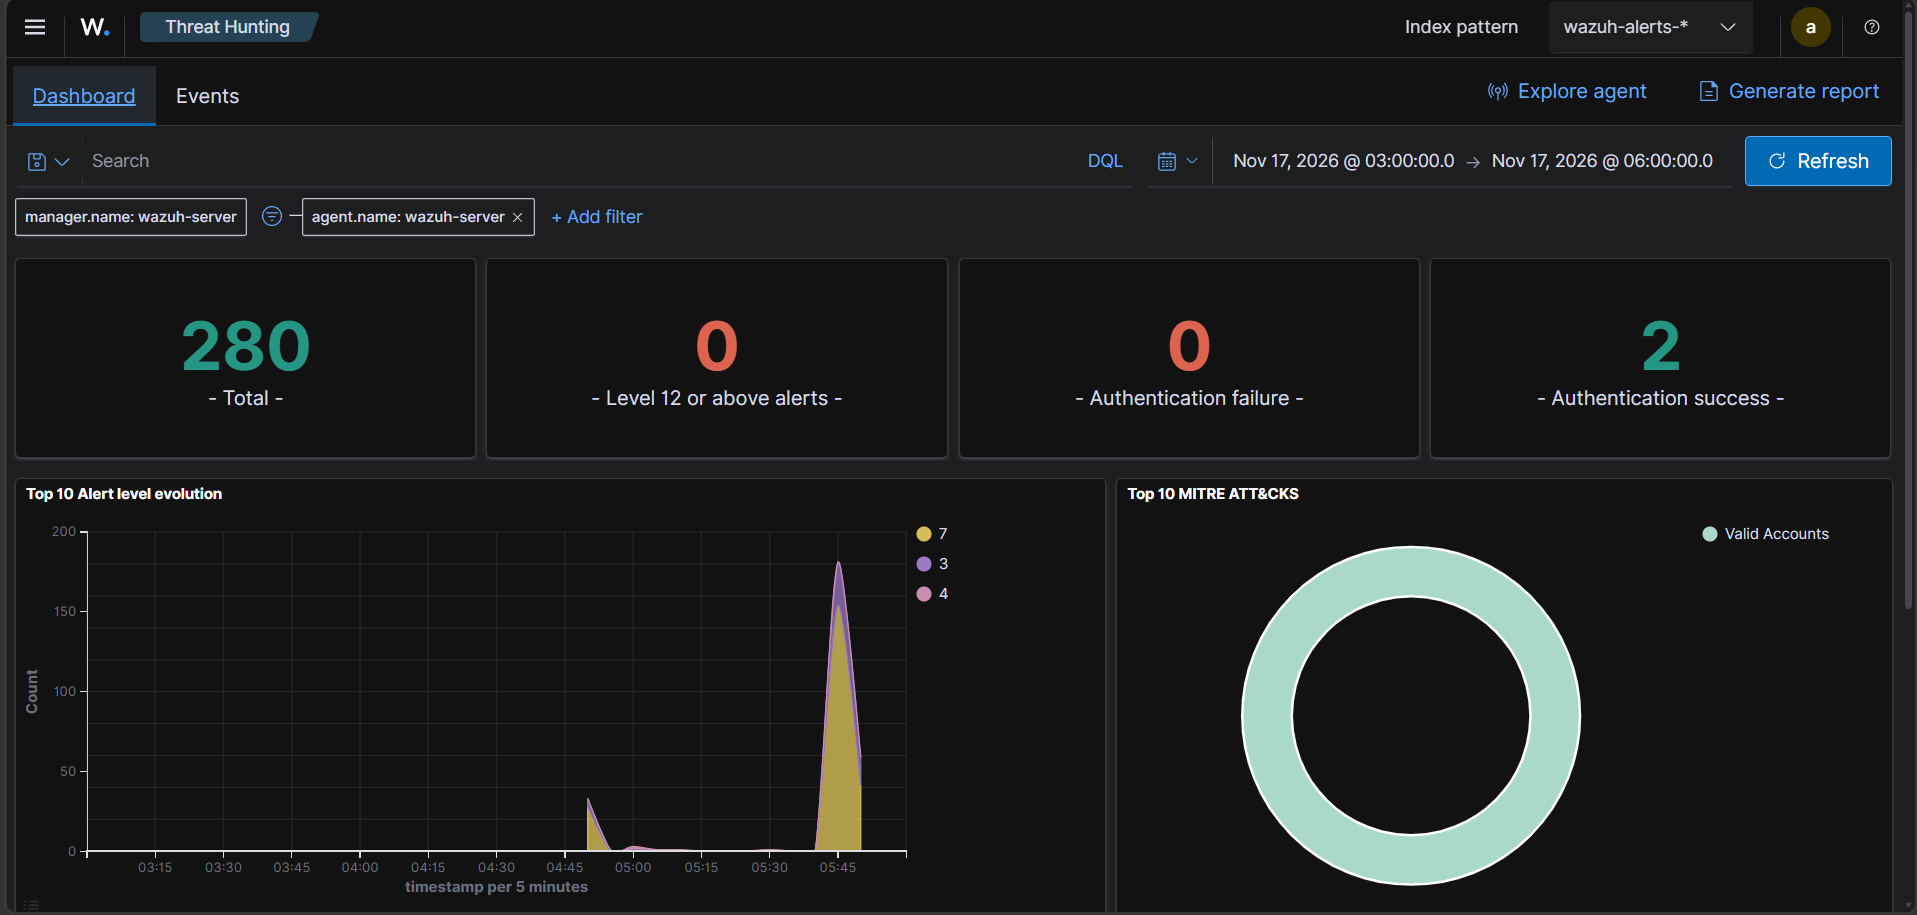 W. Threat Hunting Index pattern wazuh-alerts-* a
Dashboard Events Explore agent Generate report
Search DQL Nov 17, 2026 @ 03:00:00.0 → Nov 17, 2026 @ 06:00:00.0 Refresh
manager.name: wazuh-server agent.name: wazuh-server × + Add filter
280
- Total -
0
- Level 12 or above alerts -
0
- Authentication failure -
2
- Authentication success -
Top 10 Alert level evolution
200
150
100
50
0
Count
03:15 03:30 03:45 04:00 04:15 04:30 04:45 05:00 05:15 05:30 05:45
timestamp per 5 minutes
7
3
4
Top 10 MITRE ATT&CKS
Valid Accounts